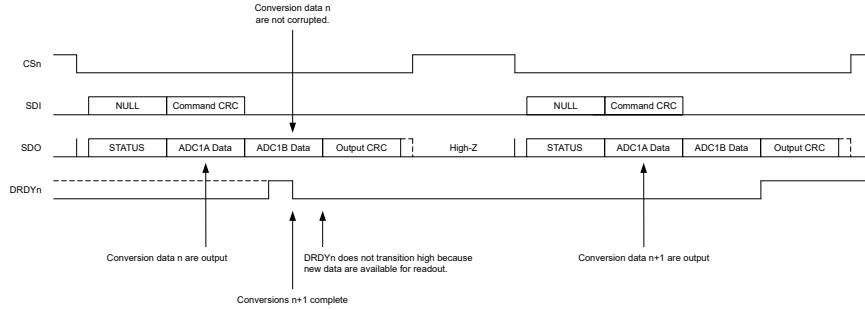 Conversion data n
are not corrupted.
CSn
SDI
NULL
Command CRC
NULL
Command CRC
SDO
STATUS
ADC1A Data
ADC1B Data
Output CRC
High-Z
STATUS
ADC1A Data
ADC1B Data
Output CRC
DRDYn
Conversion data n are output
DRDYn does not transition high because
new data are available for readout.
Conversion data n+1 are output
Conversions n+1 complete